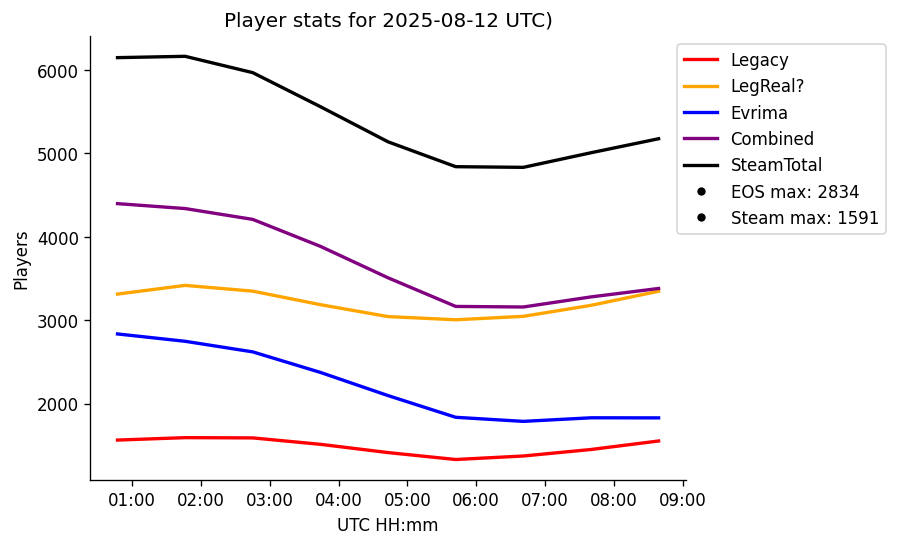 Player stats for 2025-08-12 UTC)
Legacy
LegReal?
Evrima
Combined
SteamTotal
EOS max: 2834
Steam max: 1591
Players
6000
5000
4000
3000
2000
01:00 02:00 03:00 04:00 05:00 06:00 07:00 08:00 09:00
UTC HH:mm